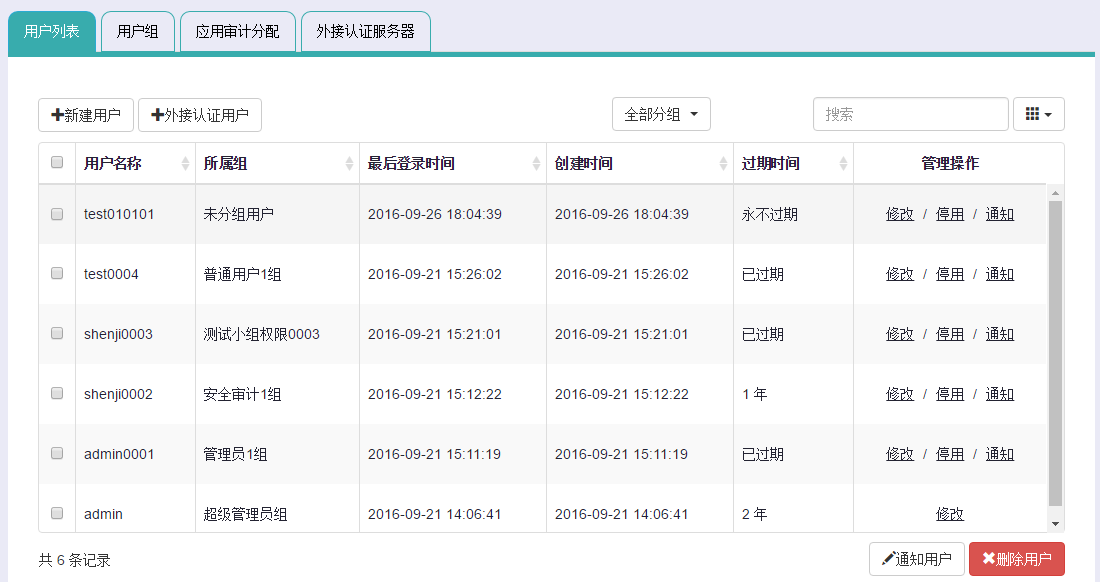 用户列表 用户组 应用审计分配 外接认证服务器
新建用户 外接认证用户 全部分组 搜索
用户名称 所属组 最后登录时间 创建时间 过期时间 管理操作
test010101 未分组用户 2016-09-26 18:04:39 2016-09-26 18:04:39 永不过期 修改 / 停用 / 通知
test0004 普通用户1组 2016-09-21 15:26:02 2016-09-21 15:26:02 已过期 修改 / 停用 / 通知
shenji0003 测试小组权限0003 2016-09-21 15:21:01 2016-09-21 15:21:01 已过期 修改 / 停用 / 通知
shenji0002 安全审计1组 2016-09-21 15:12:22 2016-09-21 15:12:22 1 年 修改 / 停用 / 通知
admin0001 管理员1组 2016-09-21 15:11:19 2016-09-21 15:11:19 已过期 修改 / 停用 / 通知
admin 超级管理员组 2016-09-21 14:06:41 2016-09-21 14:06:41 2 年 修改
共 6 条记录 通知用户 删除用户